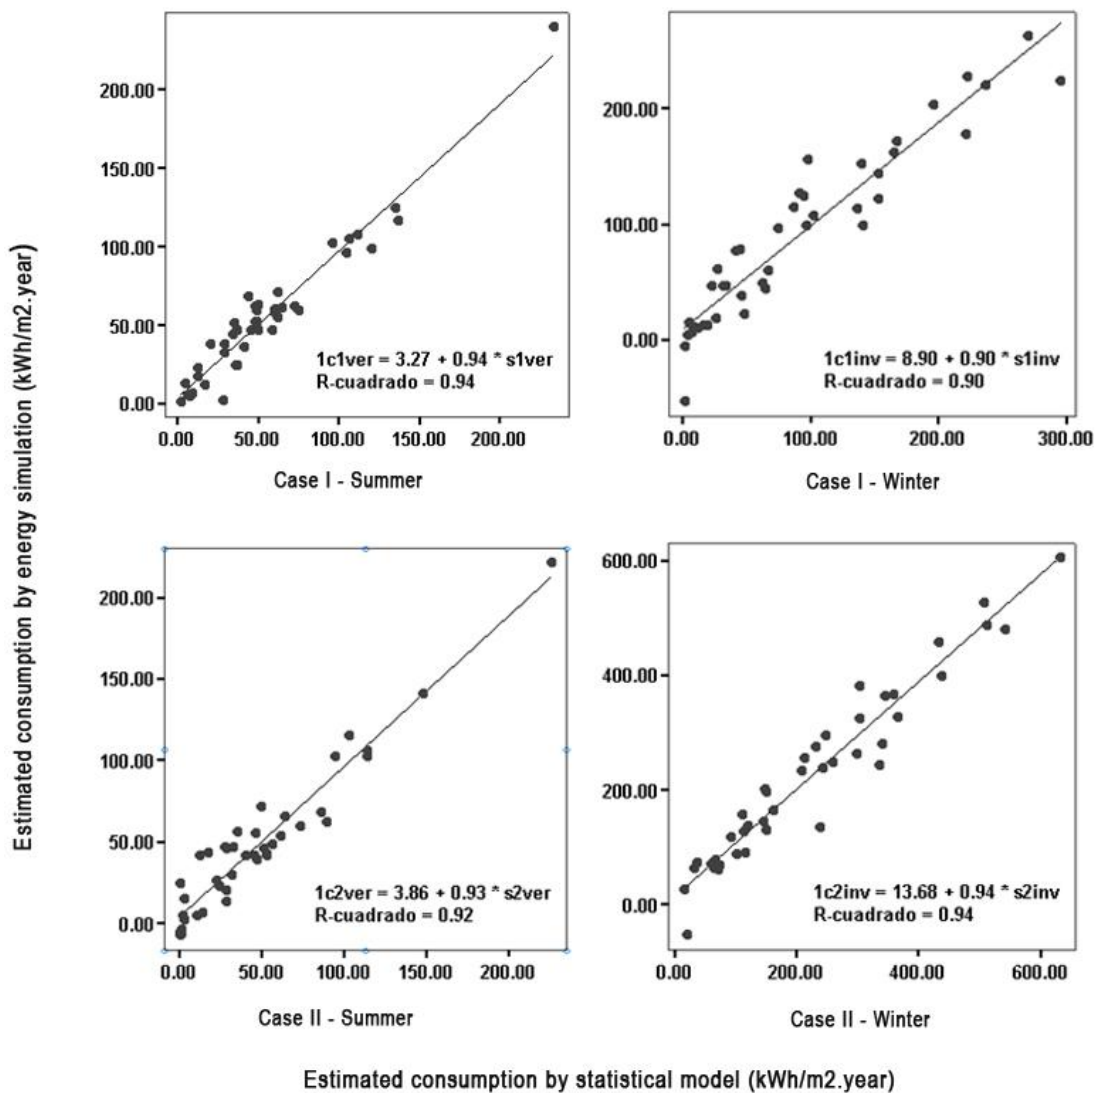 Estimated consumption by energy simulation (kWh/m2.year)
200.00
150.00
100.00
50.00
0.00
1c1ver = 3.27 + 0.94 * s1ver
R-cuadrado = 0.94
0.00 50.00 100.00 150.00 200.00
Case I - Summer
200.00
100.00
0.00
1c1inv = 8.90 + 0.90 * s1inv
R-cuadrado = 0.90
0.00 100.00 200.00 300.00
Case I - Winter
200.00
150.00
100.00
50.00
0.00
1c2ver = 3.86 + 0.93 * s2ver
R-cuadrado = 0.92
0.00 50.00 100.00 150.00 200.00
Case II - Summer
600.00
400.00
200.00
0.00
1c2inv = 13.68 + 0.94 * s2inv
R-cuadrado = 0.94
0.00 200.00 400.00 600.00
Case II - Winter
Estimated consumption by statistical model (kWh/m2.year)